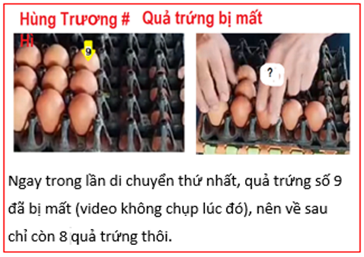 Hùng Trương # Quả trứng bị mất
Hi
9
?
Ngay trong lần di chuyển thứ nhất, quả trứng số 9
đã bị mất (video không chụp lúc đó), nên về sau
chỉ còn 8 quả trứng thôi.